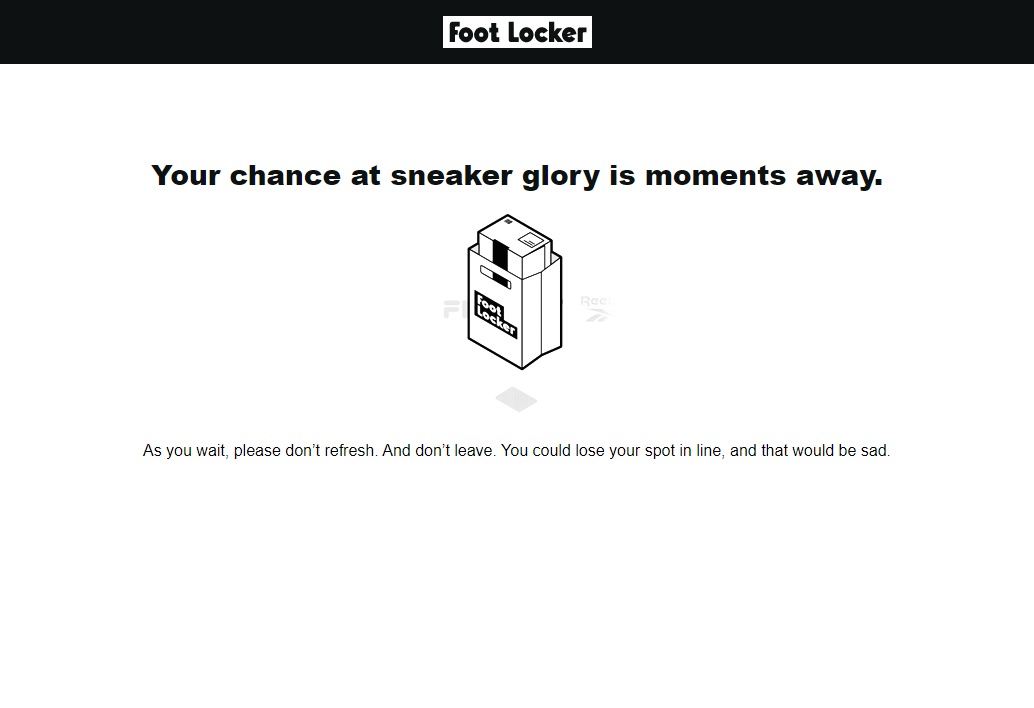 Foot Locker
Your chance at sneaker glory is moments away.
Foot
Locker
As you wait, please don’t refresh. And don’t leave. You could lose your spot in line, and that would be sad.